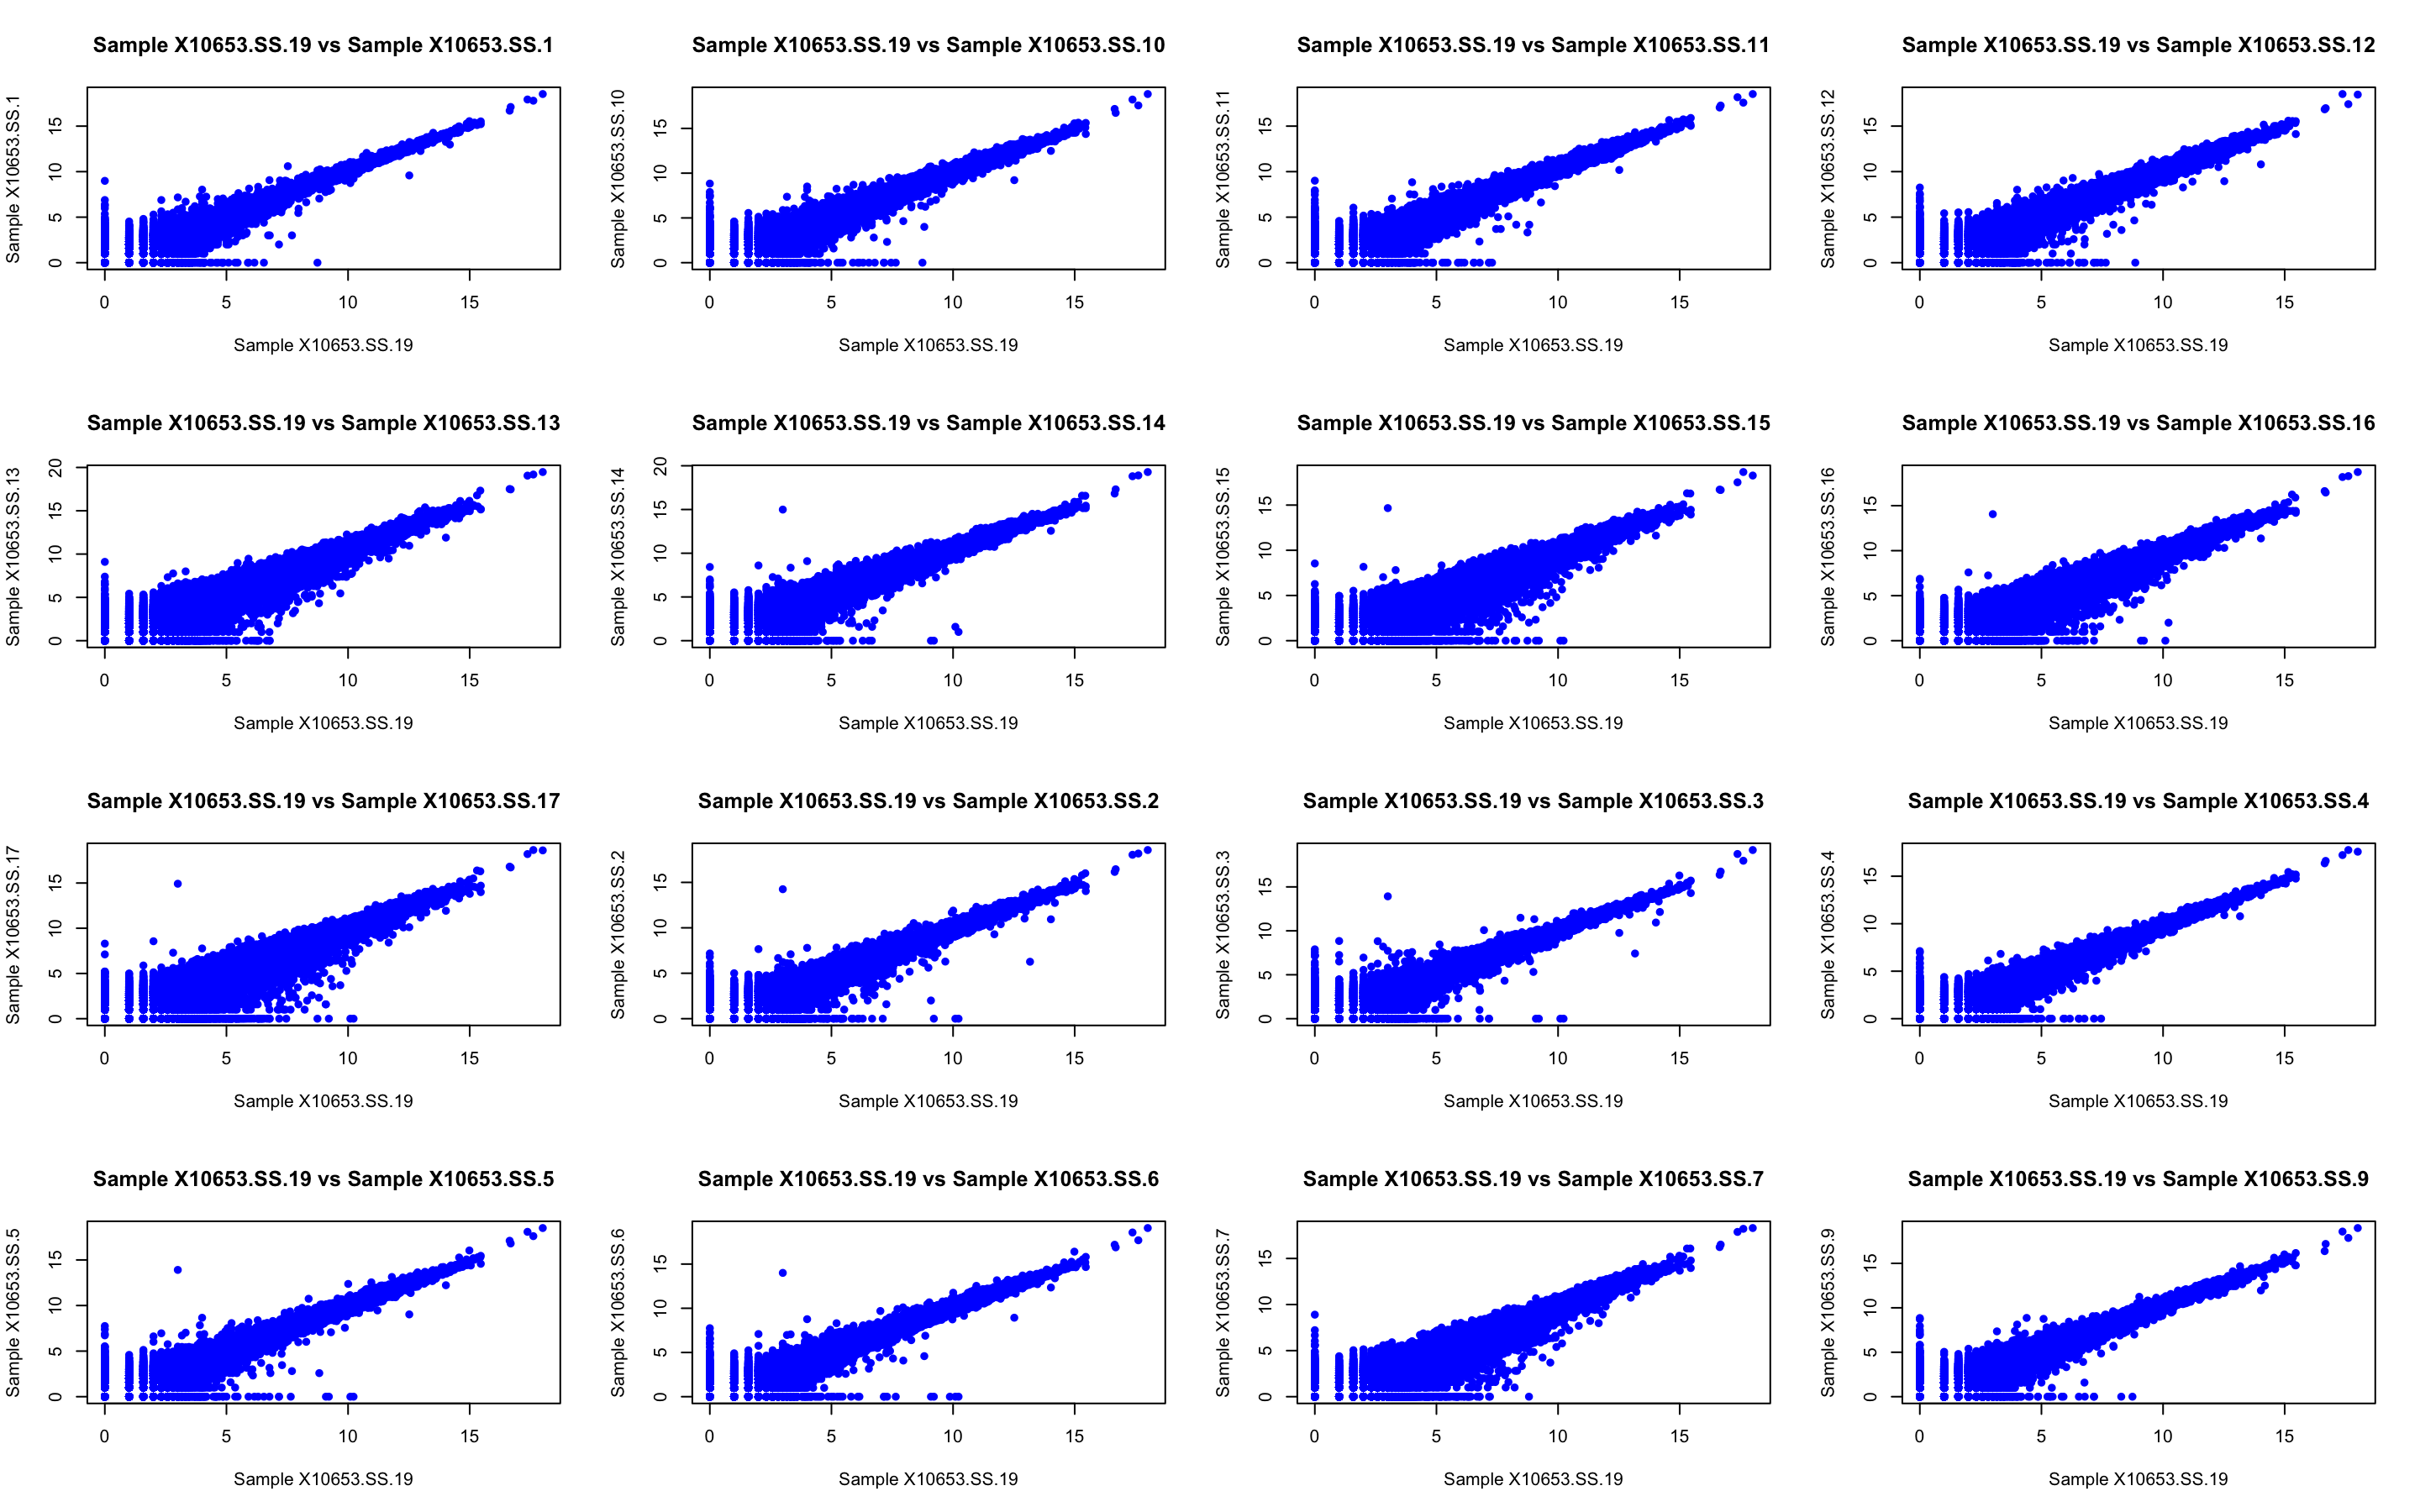 Sample X10653.SS.19 vs Sample X10653.SS.1
Sample X10653.SS.1
0 5 10 15
0 5 10 15
Sample X10653.SS.19
Sample X10653.SS.19 vs Sample X10653.SS.10
Sample X10653.SS.10
0 5 10 15
0 5 10 15
Sample X10653.SS.19
Sample X10653.SS.19 vs Sample X10653.SS.11
Sample X10653.SS.11
0 5 10 15
0 5 10 15
Sample X10653.SS.19
Sample X10653.SS.19 vs Sample X10653.SS.12
Sample X10653.SS.12
0 5 10 15
0 5 10 15
Sample X10653.SS.19
Sample X10653.SS.19 vs Sample X10653.SS.13
Sample X10653.SS.13
0 5 10 15 20
0 5 10 15
Sample X10653.SS.19
Sample X10653.SS.19 vs Sample X10653.SS.14
Sample X10653.SS.14
0 5 10 15 20
0 5 10 15
Sample X10653.SS.19
Sample X10653.SS.19 vs Sample X10653.SS.15
Sample X10653.SS.15
0 5 10 15
0 5 10 15
Sample X10653.SS.19
Sample X10653.SS.19 vs Sample X10653.SS.16
Sample X10653.SS.16
0 5 10 15
0 5 10 15
Sample X10653.SS.19
Sample X10653.SS.19 vs Sample X10653.SS.17
Sample X10653.SS.17
0 5 10 15
0 5 10 15
Sample X10653.SS.19
Sample X10653.SS.19 vs Sample X10653.SS.2
Sample X10653.SS.2
0 5 10 15
0 5 10 15
Sample X10653.SS.19
Sample X10653.SS.19 vs Sample X10653.SS.3
Sample X10653.SS.3
0 5 10 15
0 5 10 15
Sample X10653.SS.19
Sample X10653.SS.19 vs Sample X10653.SS.4
Sample X10653.SS.4
0 5 10 15
0 5 10 15
Sample X10653.SS.19
Sample X10653.SS.19 vs Sample X10653.SS.5
Sample X10653.SS.5
0 5 10 15
0 5 10 15
Sample X10653.SS.19
Sample X10653.SS.19 vs Sample X10653.SS.6
Sample X10653.SS.6
0 5 10 15
0 5 10 15
Sample X10653.SS.19
Sample X10653.SS.19 vs Sample X10653.SS.7
Sample X10653.SS.7
0 5 10 15
0 5 10 15
Sample X10653.SS.19
Sample X10653.SS.19 vs Sample X10653.SS.9
Sample X10653.SS.9
0 5 10 15
0 5 10 15
Sample X10653.SS.19